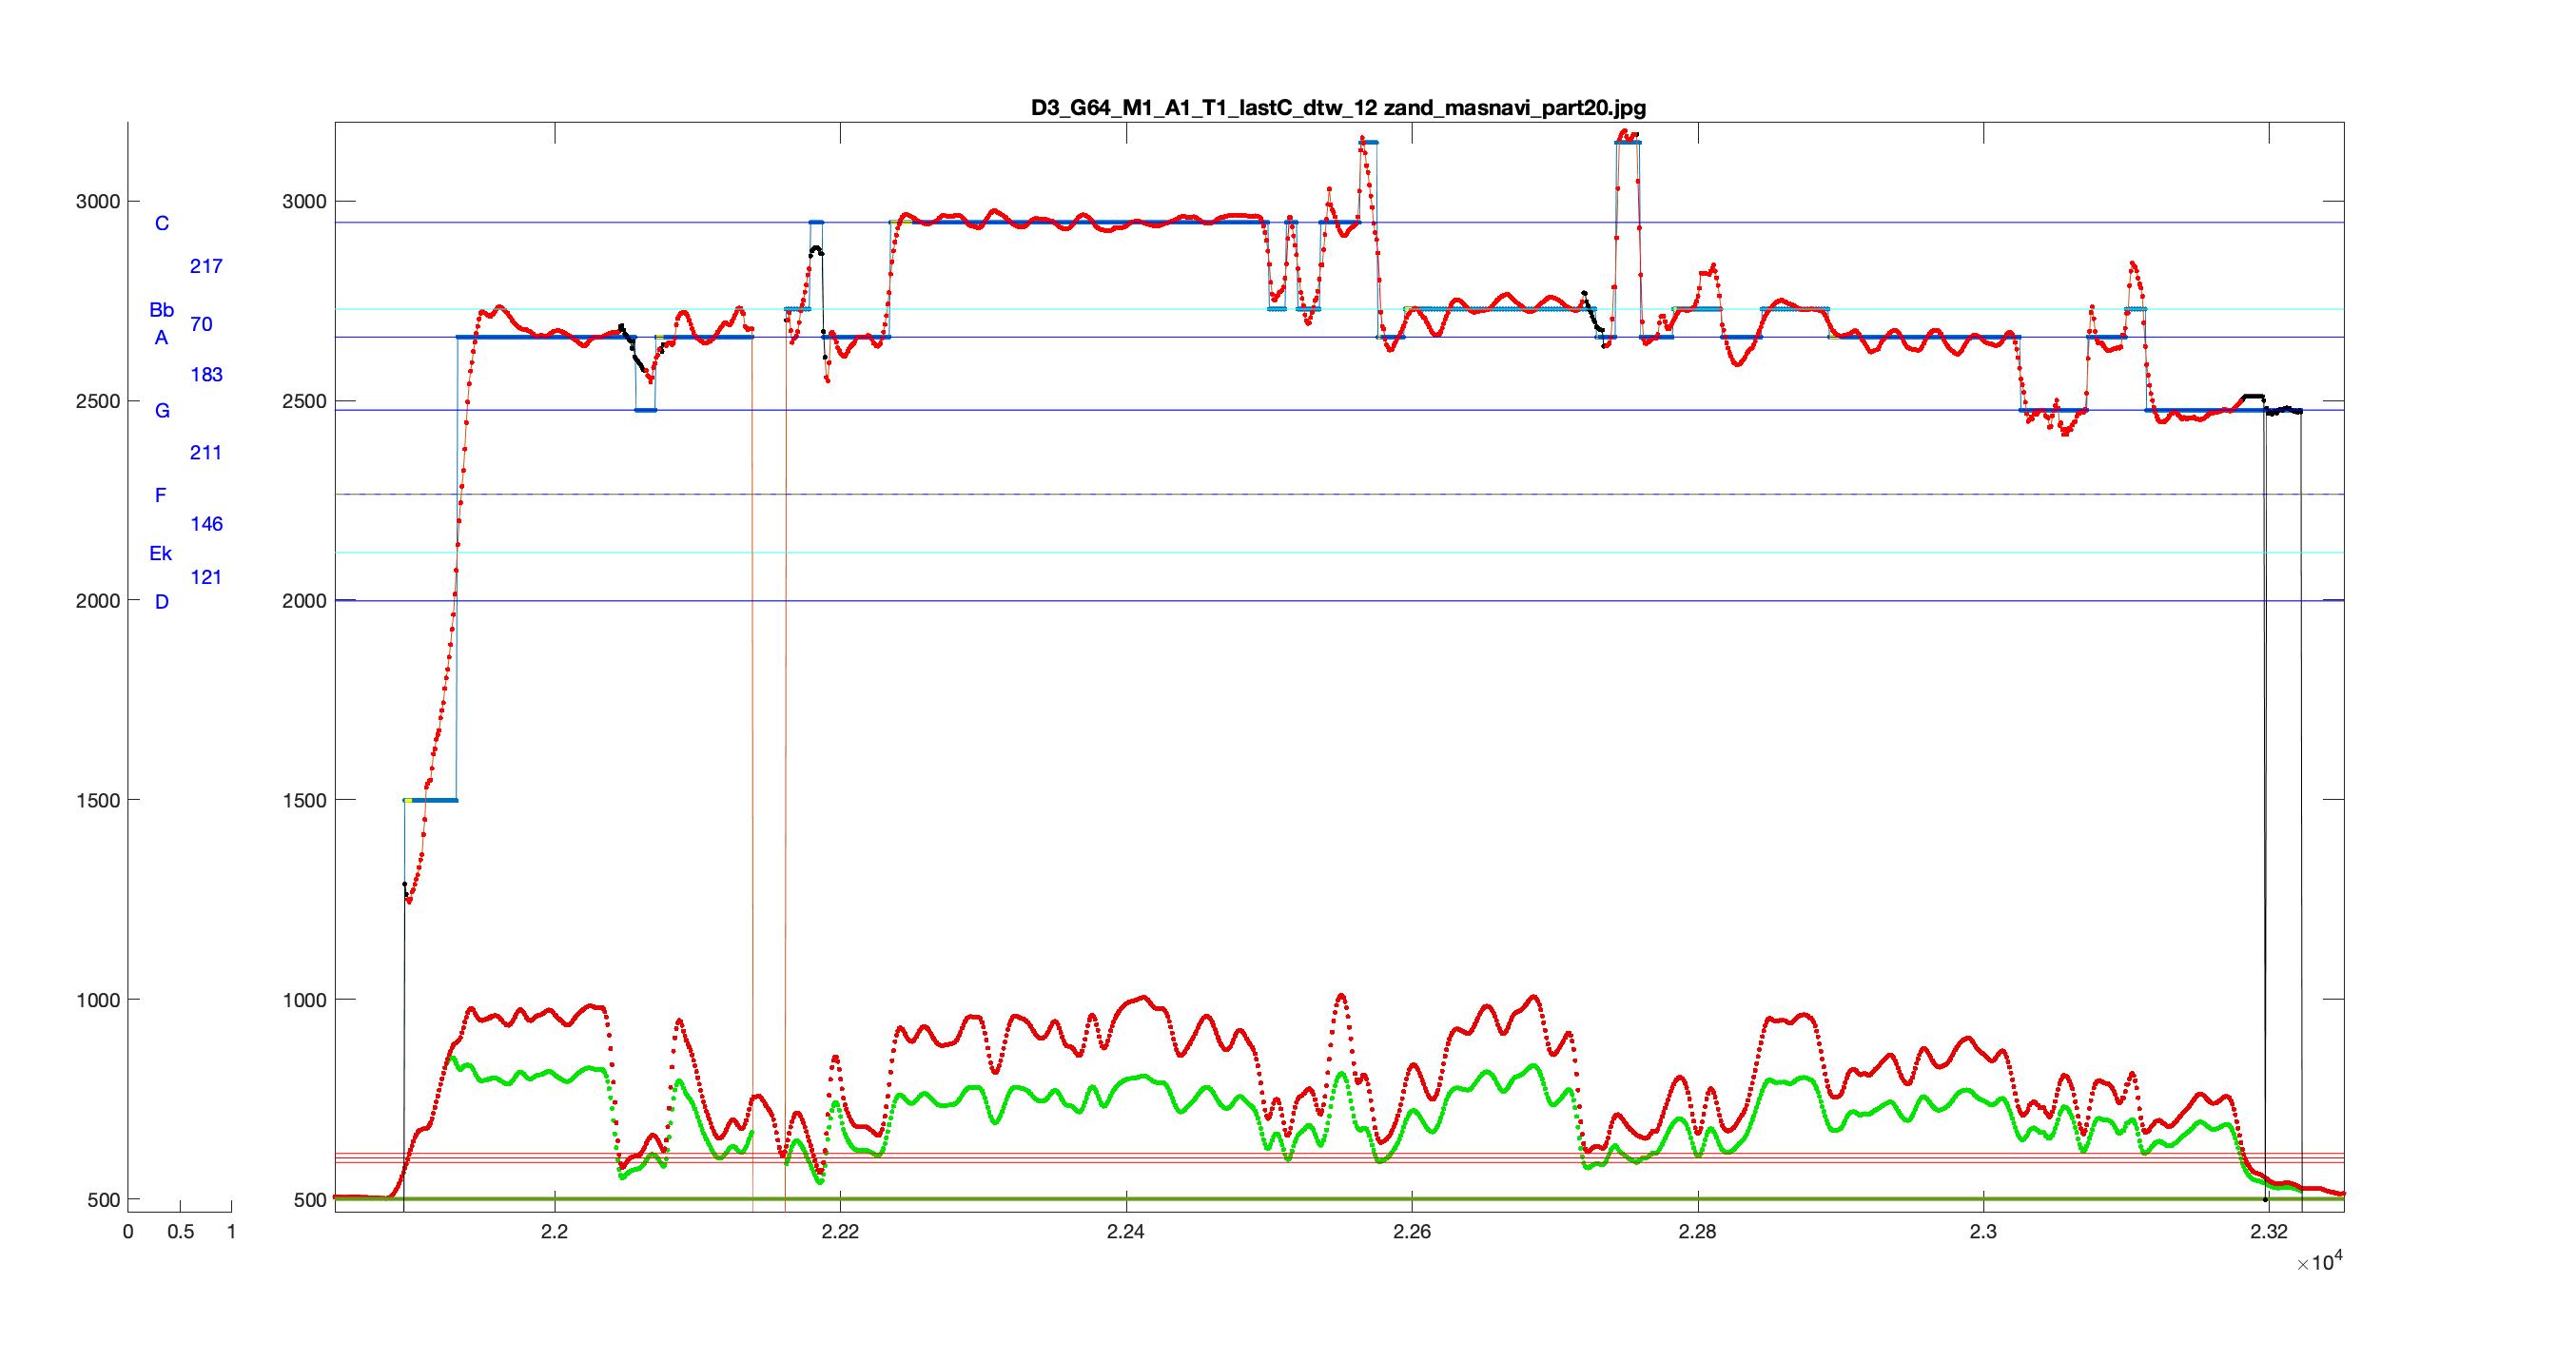 D3_G64_M1_A1_T1_lastC_dtw_12 zand_masnavi_part20.jpg
3000 3000
C
217
Bb
70
A
183
2500 2500
G
211
F
146
Ek
121
2000 2000
D
1500 1500
1000 1000
500 500
0 0.5 1 2.2 2.22 2.24 2.26 2.28 2.3 2.32
×10^4